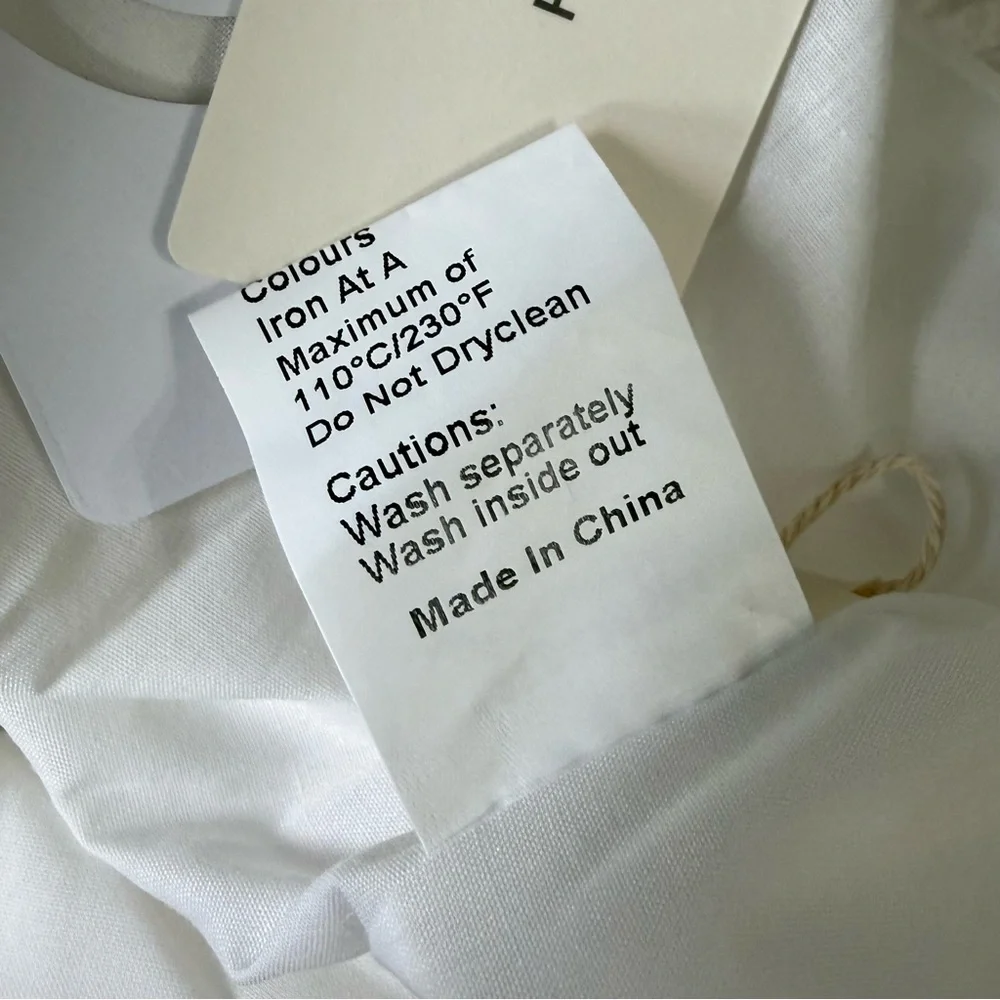 Colours
Iron At A
Maximum of
110°C/230°F
Do Not Dryclean
Cautions:
Wash separately
Wash inside out
Made In China